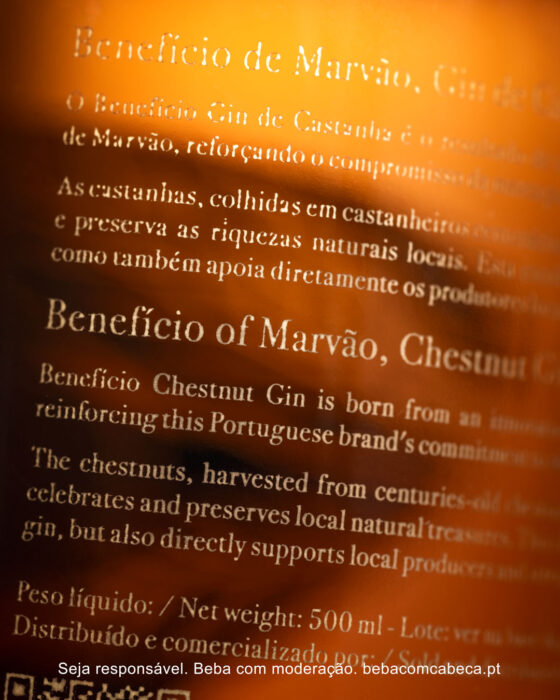 Benefício de Marvão, Gin de
O Benefício Gin de Castanha é o resultado
de Marvão, reforçando o compromisso
As castanhas, colhidas em castanheiros
e preserva as riquezas naturais locais. Esta
como também apoia diretamente os produtores
Benefício of Marvão, Chestnut
Benefício Chestnut Gin is born from an
reinforcing this Portuguese brand's commitment
The chestnuts, harvested from centuries-old
celebrates and preserves local natural treasures.
gin, but also directly supports local producers
Peso líquido: / Net weight: 500 ml - Lote: ver
Distribuído e comercializado por: /
Seja responsável. Beba com moderação. bebacomcabeca.pt